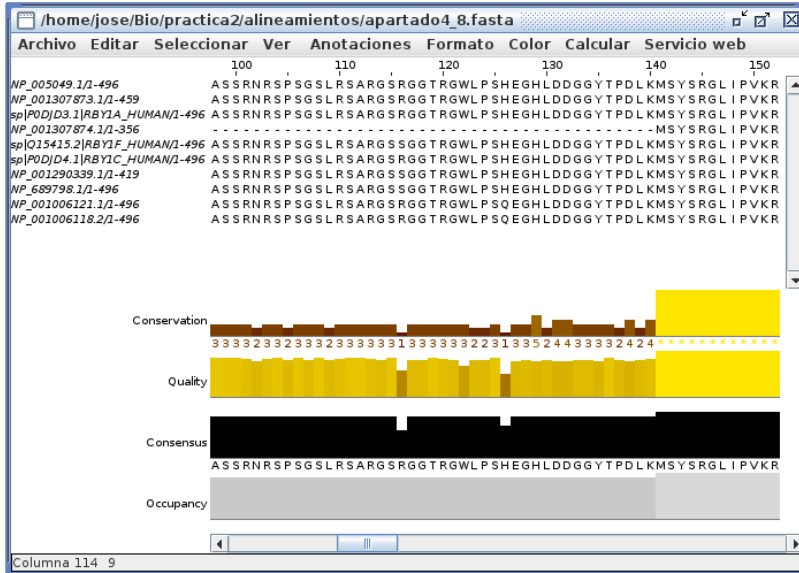 /home/jose/Bio/practica2/alineamientos/apartado4_8.fasta
Archivo Editar Seleccionar Ver Anotaciones Formato Color Calcular Servicio web
100 110 120 130 140 150
NP_005049.1/1-496 ASSRNRSPSGSLRSARGSRGGTRGWLPSHEGHLDDGGYTPDLKMSYSRGLIPVKR
NP_001307873.1/1-459 ASSRNRSPSGSLRSARGSRGGTRGWLPSHEGHLDDGGYTPDLKMSYSRGLIPVKR
sp|P0DJD3.1|RBY1A_HUMAN/1-496 ASSRNRSPSGSLRSARGSRGGTRGWLPSHEGHLDDGGYTPDLKMSYSRGLIPVKR
NP_001307874.1/1-356 -------------------------------------------MSYSRGLIPVKR
sp|Q15415.2|RBY1F_HUMAN/1-496 ASSRNRSPSGSLRSARGSSGGTRGWLPSHEGHLDDGGYTPDLKMSYSRGLIPVKR
sp|P0DJD4.1|RBY1C_HUMAN/1-496 ASSRNRSPSGSLRSARGSSGGTRGWLPSHEGHLDDGGYTPDLKMSYSRGLIPVKR
NP_001290339.1/1-419 ASSRNRSPSGSLRSARGSSGGTRGWLPSHEGHLDDGGYTPDLKMSYSRGLIPVKR
NP_689798.1/1-496 ASSRNRSPSGSLRSARGSRGGTRGWLPSHEGHLDDGGYTPDLKMSYSRGLIPVKR
NP_001006121.1/1-496 ASSRNRSPSGSLRSARGSRGGTRGWLPSQEGHLDDGGYTPDLKMSYSRGLIPVKR
NP_001006118.2/1-496 ASSRNRSPSGSLRSARGSRGGTRGWLPSQEGHLDDGGYTPDLKMSYSRGLIPVKR
Conservation
3333233233323333331333333223133524433332424************
Quality
Consensus
ASSRNRSPSGSLRSARGSRGGTRGWLPSHEGHLDDGGYTPDLKMSYSRGLIPVKR
Occupancy
Columna 114 9